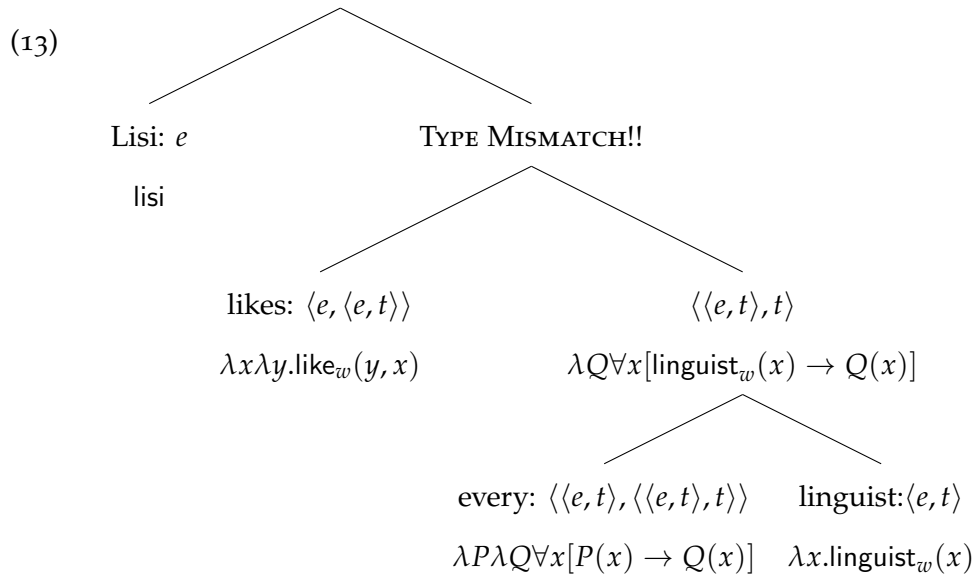 (13)
Lisi: e TYPE MISMATCH!!
lisi
likes: ⟨e, ⟨e, t⟩⟩ ⟨⟨e, t⟩, t⟩
λxλy.like_w(y, x) λQ∀x[linguist_w(x) → Q(x)]
every: ⟨⟨e, t⟩, ⟨⟨e, t⟩, t⟩⟩ linguist:⟨e, t⟩
λPλQ∀x[P(x) → Q(x)] λx.linguist_w(x)